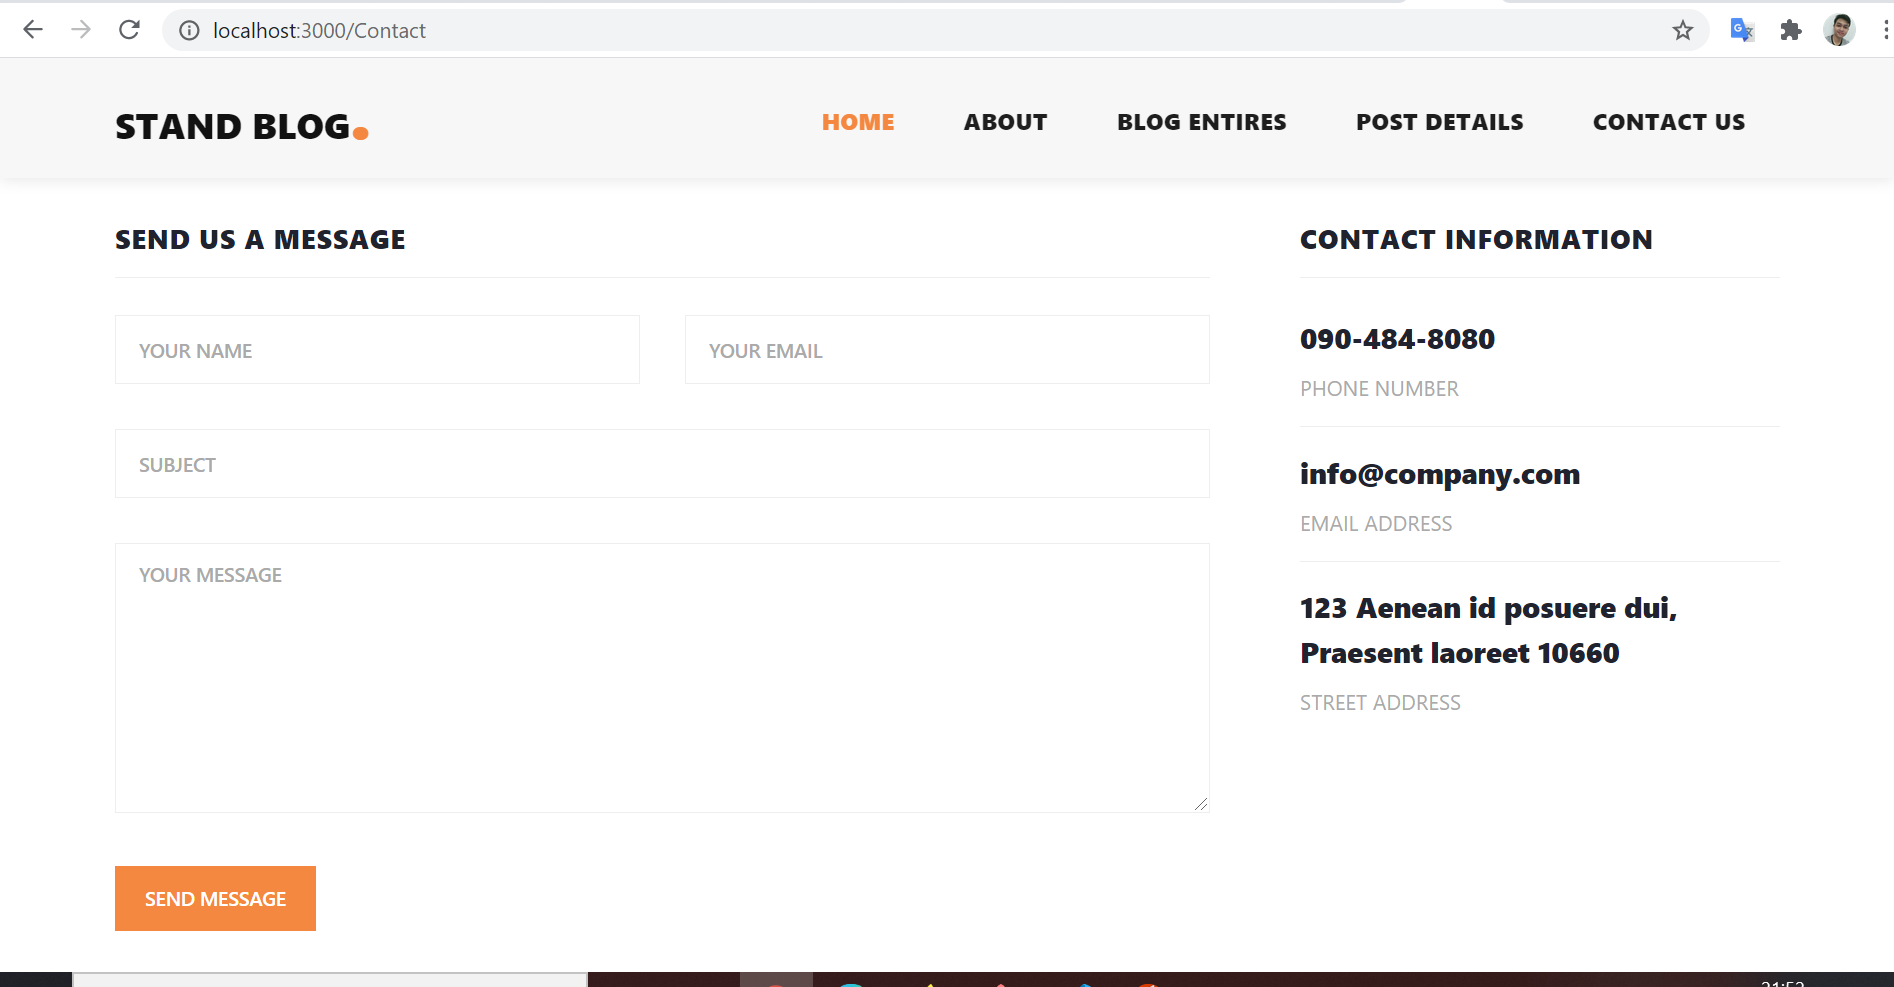 localhost:3000/Contact
STAND BLOG.
HOME ABOUT BLOG ENTIRES POST DETAILS CONTACT US
SEND US A MESSAGE
YOUR NAME
YOUR EMAIL
SUBJECT
YOUR MESSAGE
SEND MESSAGE
CONTACT INFORMATION
090-484-8080
PHONE NUMBER
info@company.com
EMAIL ADDRESS
123 Aenean id posuere dui,
Praesent laoreet 10660
STREET ADDRESS